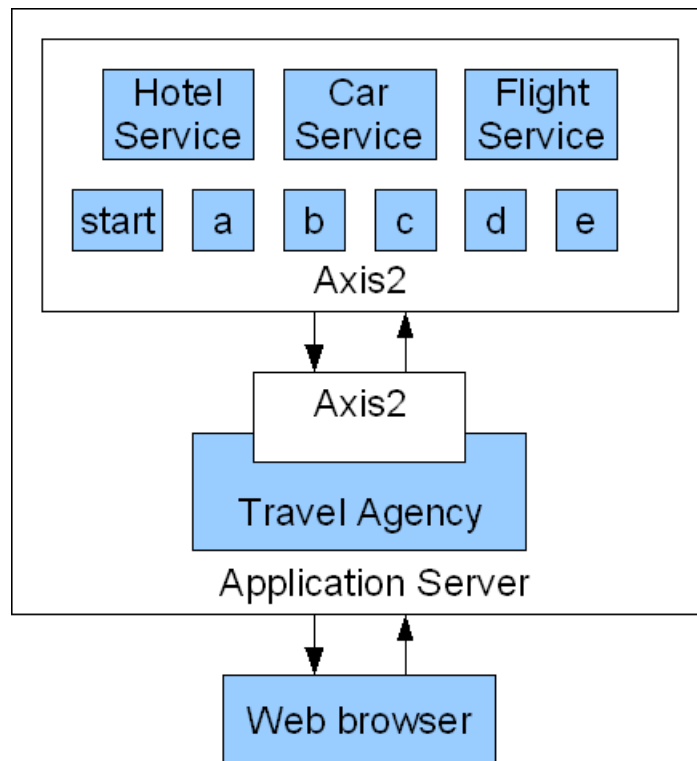 Hotel
Service
Car
Service
Flight
Service
start
a
b
c
d
e
Axis2
Axis2
Travel Agency
Application Server
Web browser